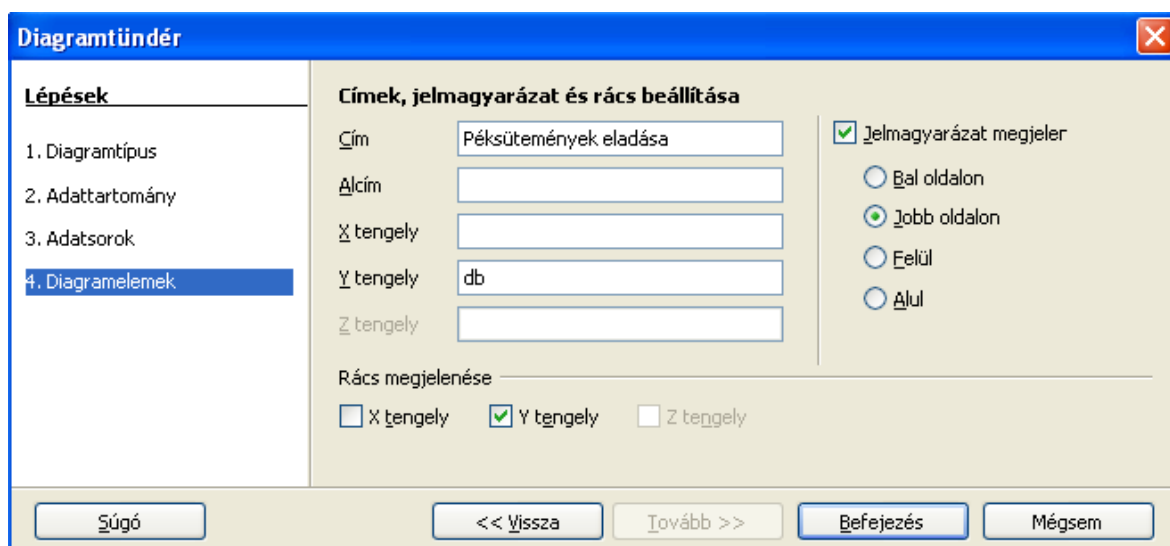 Diagramtündér
Lépések
1. Diagramtípus
2. Adattartomány
3. Adatsorok
4. Diagramelemek
Címek, jelmagyarázat és rács beállítása
Cím
Péksütemények eladása
Alcím
X tengely
Y tengely
db
Z tengely
Jelmagyarázat megjeler
Bal oldalon
Jobb oldalon
Felül
Alul
Rács megjelenése
X tengely
Y tengely
Z tengely
Súgó
<< Vissza
Tovább >>
Befejezés
Mégsem